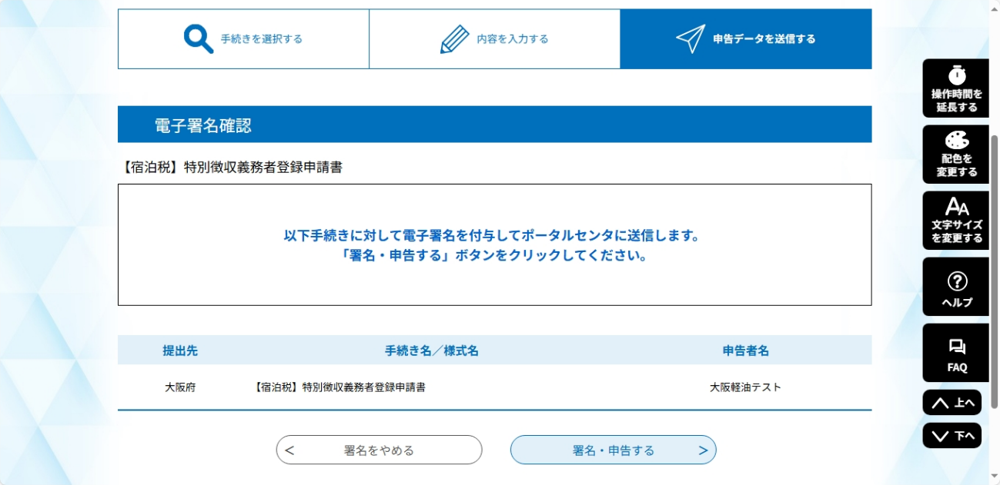 手続きを選択する
内容を入力する
申告データを送信する
電子署名確認
【宿泊税】特別徴収義務者登録申請書
以下手続きに対して電子署名を付与してポータルセンタに送信します。
「署名・申告する」ボタンをクリックしてください。
提出先 手続き名／様式名 申告者名
大阪府 【宿泊税】特別徴収義務者登録申請書 大阪軽油テスト
< 署名をやめる
署名・申告する >
操作時間を
延長する
配色を
変更する
AA
文字サイズ
を変更する
?
ヘルプ
FAQ
上へ
下へ